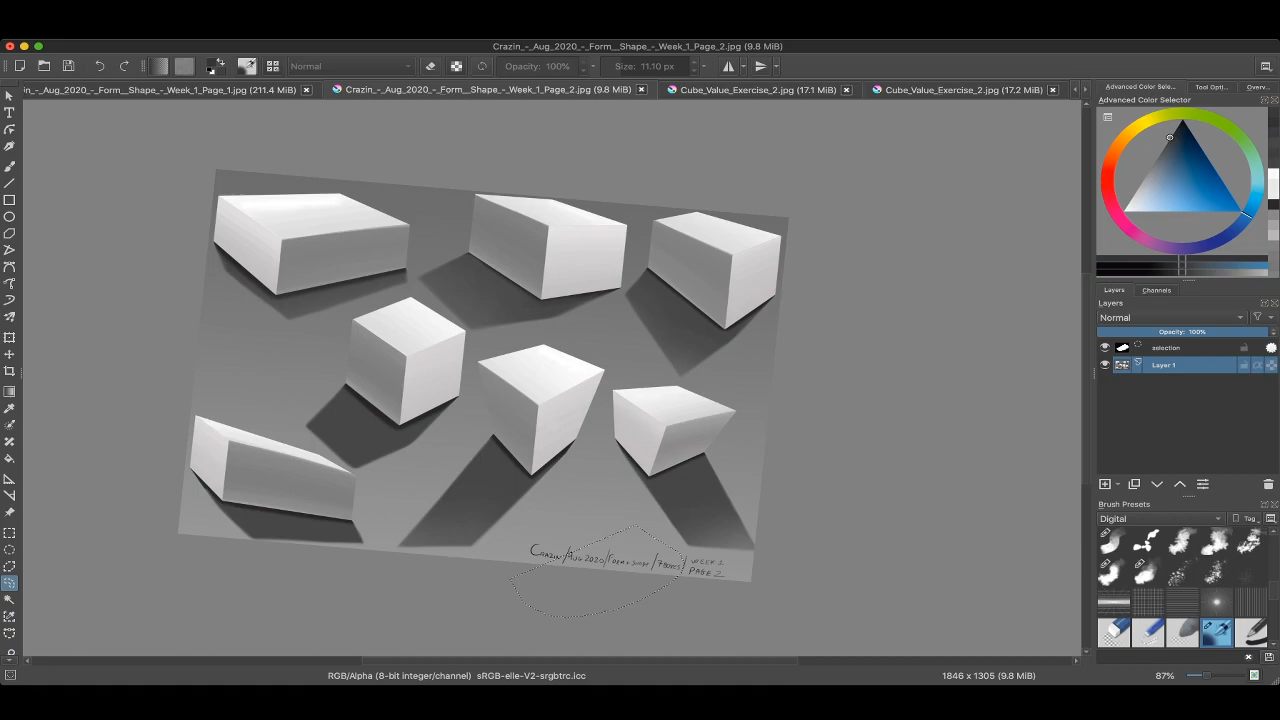 Crazin_-_Aug_2020_-_Form__Shape_-_Week_1_Page_2.jpg (9.8 MiB)
Normal
Opacity: 100%
Size: 11.10 px
_-_Aug_2020_-_Form__Shape_-_Week_1_Page_1.jpg (211.4 MiB)
Crazin_-_Aug_2020_-_Form__Shape_-_Week_1_Page_2.jpg (9.8 MiB)
Cube_Value_Exercise_2.jpg (17.1 MiB)
Cube_Value_Exercise_2.jpg (17.2 MiB)
Advanced Color Sele...
Tool Opti...
Overv...
Advanced Color Selector
Layers
Channels
Layers
Normal
Opacity: 100%
selection
Layer 1
Brush Presets
Digital
Tag
CRAZIN/AUG 2020/FORM & SHAPE/7 BOXES/ WEEK 1
PAGE 2
RGB/Alpha (8-bit integer/channel) sRGB-elle-V2-srgbtrc.icc
1846 x 1305 (9.8 MiB)
87%